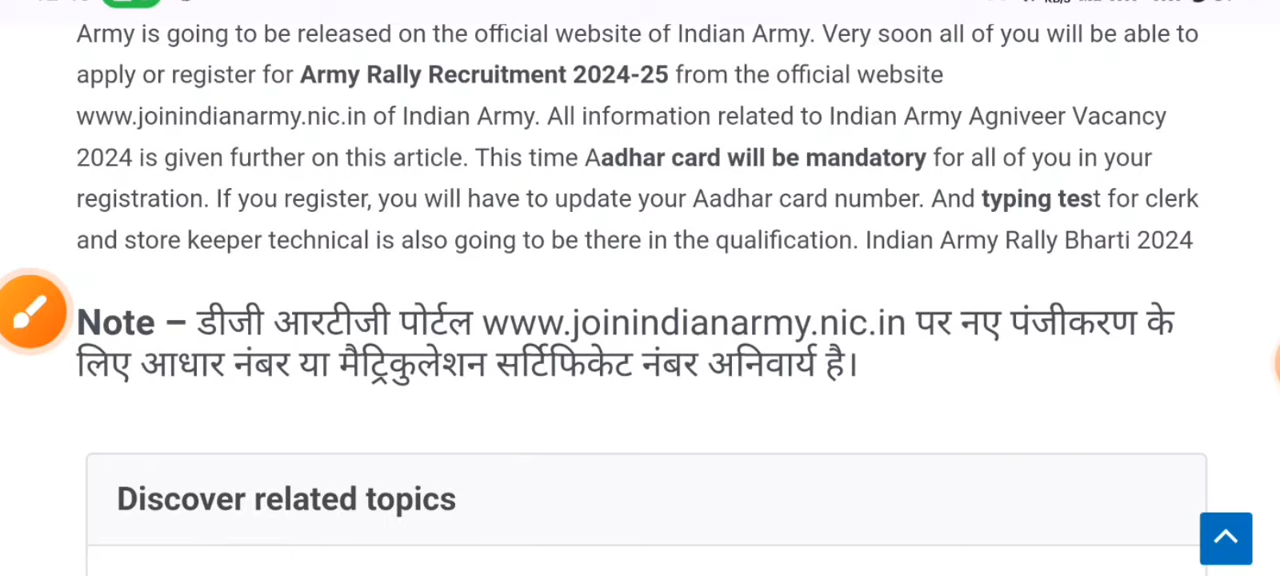 Army is going to be released on the official website of Indian Army. Very soon all of you will be able to
apply or register for Army Rally Recruitment 2024-25 from the official website
www.joinindianarmy.nic.in of Indian Army. All information related to Indian Army Agniveer Vacancy
2024 is given further on this article. This time Aadhar card will be mandatory for all of you in your
registration. If you register, you will have to update your Aadhar card number. And typing test for clerk
and store keeper technical is also going to be there in the qualification. Indian Army Rally Bharti 2024
Note – डीजी आरटीजी पोर्टल www.joinindianarmy.nic.in पर नए पंजीकरण के
लिए आधार नंबर या मैट्रिकुलेशन सर्टिफिकेट नंबर अनिवार्य है।
Discover related topics